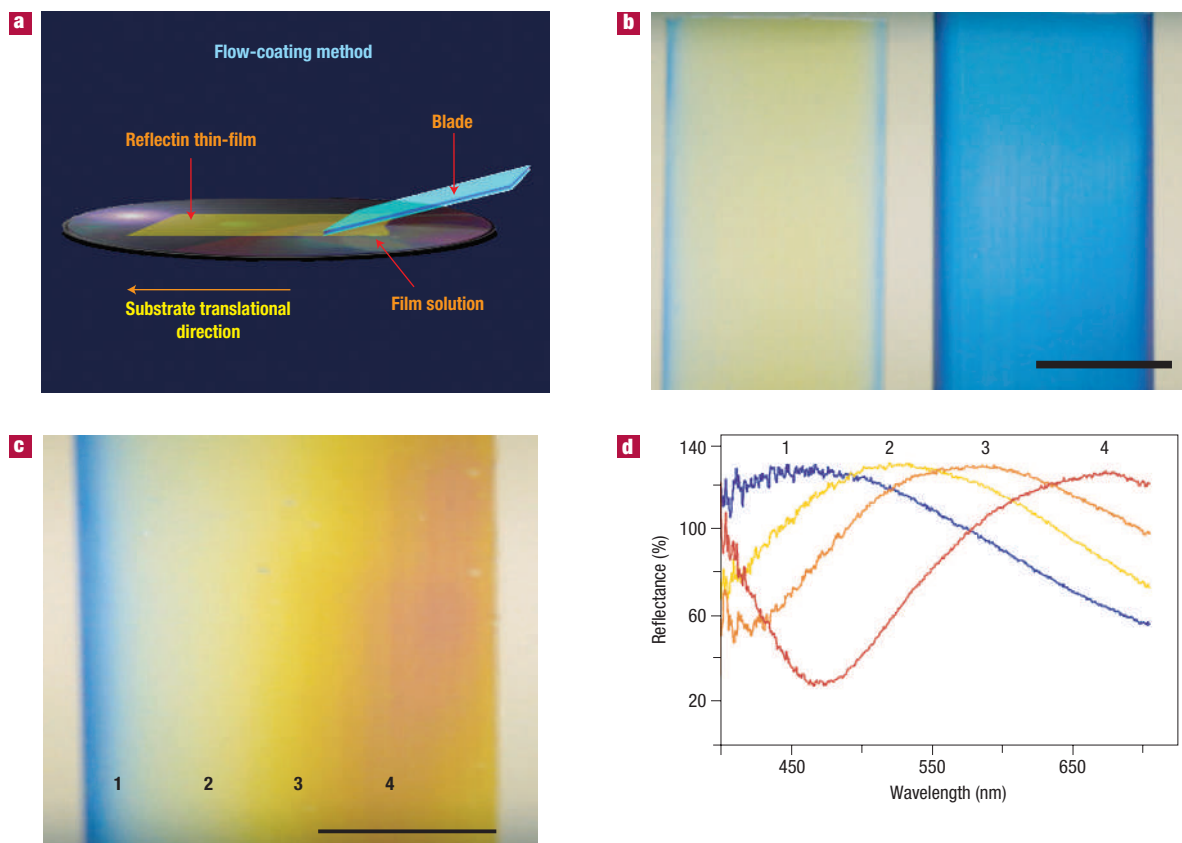 a
Flow-coating method
Reflectin thin-film
Blade
Film solution
Substrate translational
direction
b
c
1 2 3 4
d
1 2 3 4
140
100
60
20
Reflectance (%)
450 550 650
Wavelength (nm)